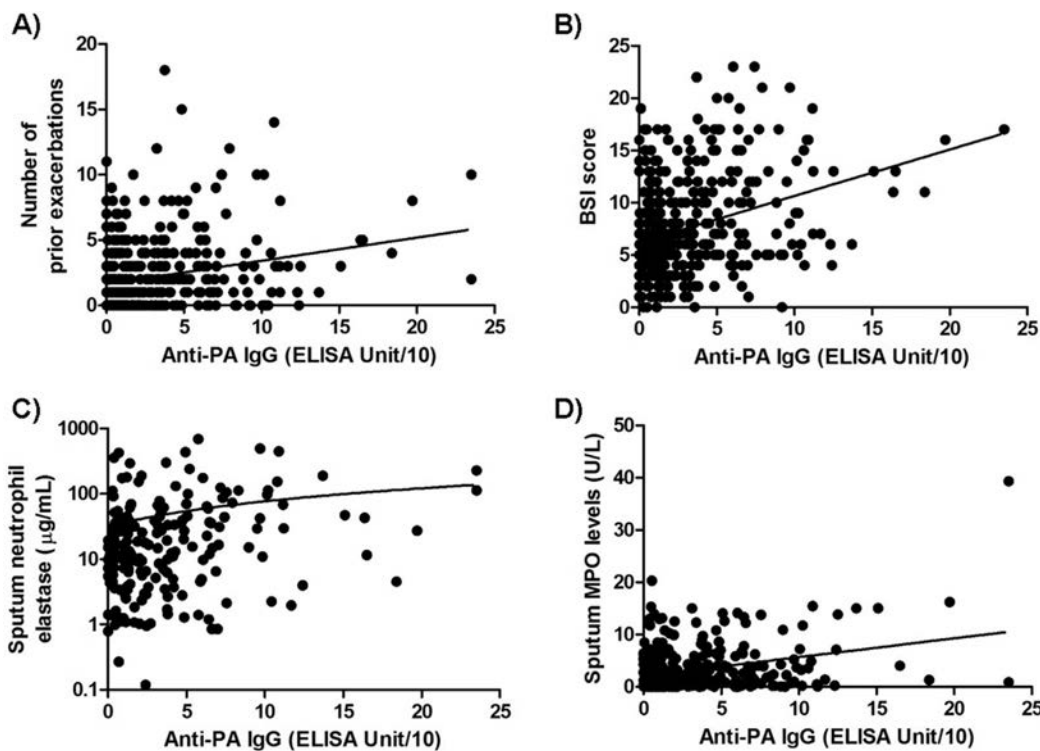 A)
Number of
prior exacerbations
20
15
10
5
0
0 5 10 15 20 25
Anti-PA IgG (ELISA Unit/10)
B)
BSI score
25
20
15
10
5
0
0 5 10 15 20 25
Anti-PA IgG (ELISA Unit/10)
C)
Sputum neutrophil
elastase (μg/mL)
1000
100
10
1
0.1
0 5 10 15 20 25
Anti-PA IgG (ELISA Unit/10)
D)
Sputum MPO levels (U/L)
50
40
30
20
10
0
0 5 10 15 20 25
Anti-PA IgG (ELISA Unit/10)